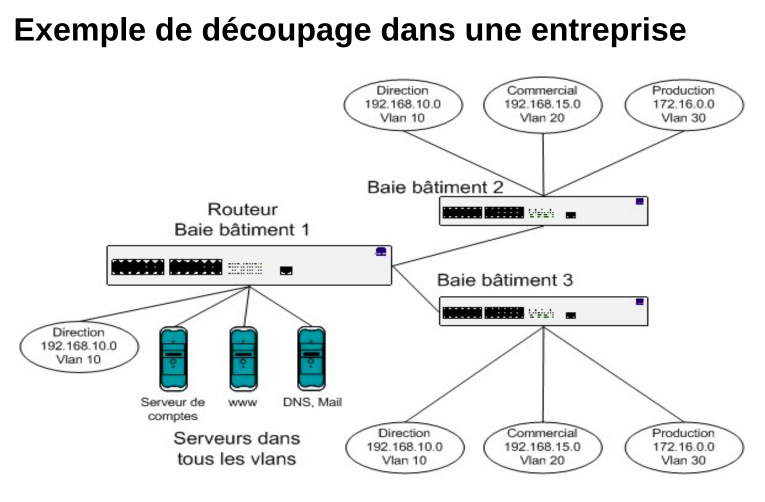 Exemple de découpage dans une entreprise
Direction
192.168.10.0
Vlan 10
Commercial
192.168.15.0
Vlan 20
Production
172.16.0.0
Vlan 30
Baie bâtiment 2
Routeur
Baie bâtiment 1
Baie bâtiment 3
Direction
192.168.10.0
Vlan 10
Serveur de
comptes
www
DNS, Mail
Serveurs dans
tous les vlans
Direction
192.168.10.0
Vlan 10
Commercial
192.168.15.0
Vlan 20
Production
172.16.0.0
Vlan 30